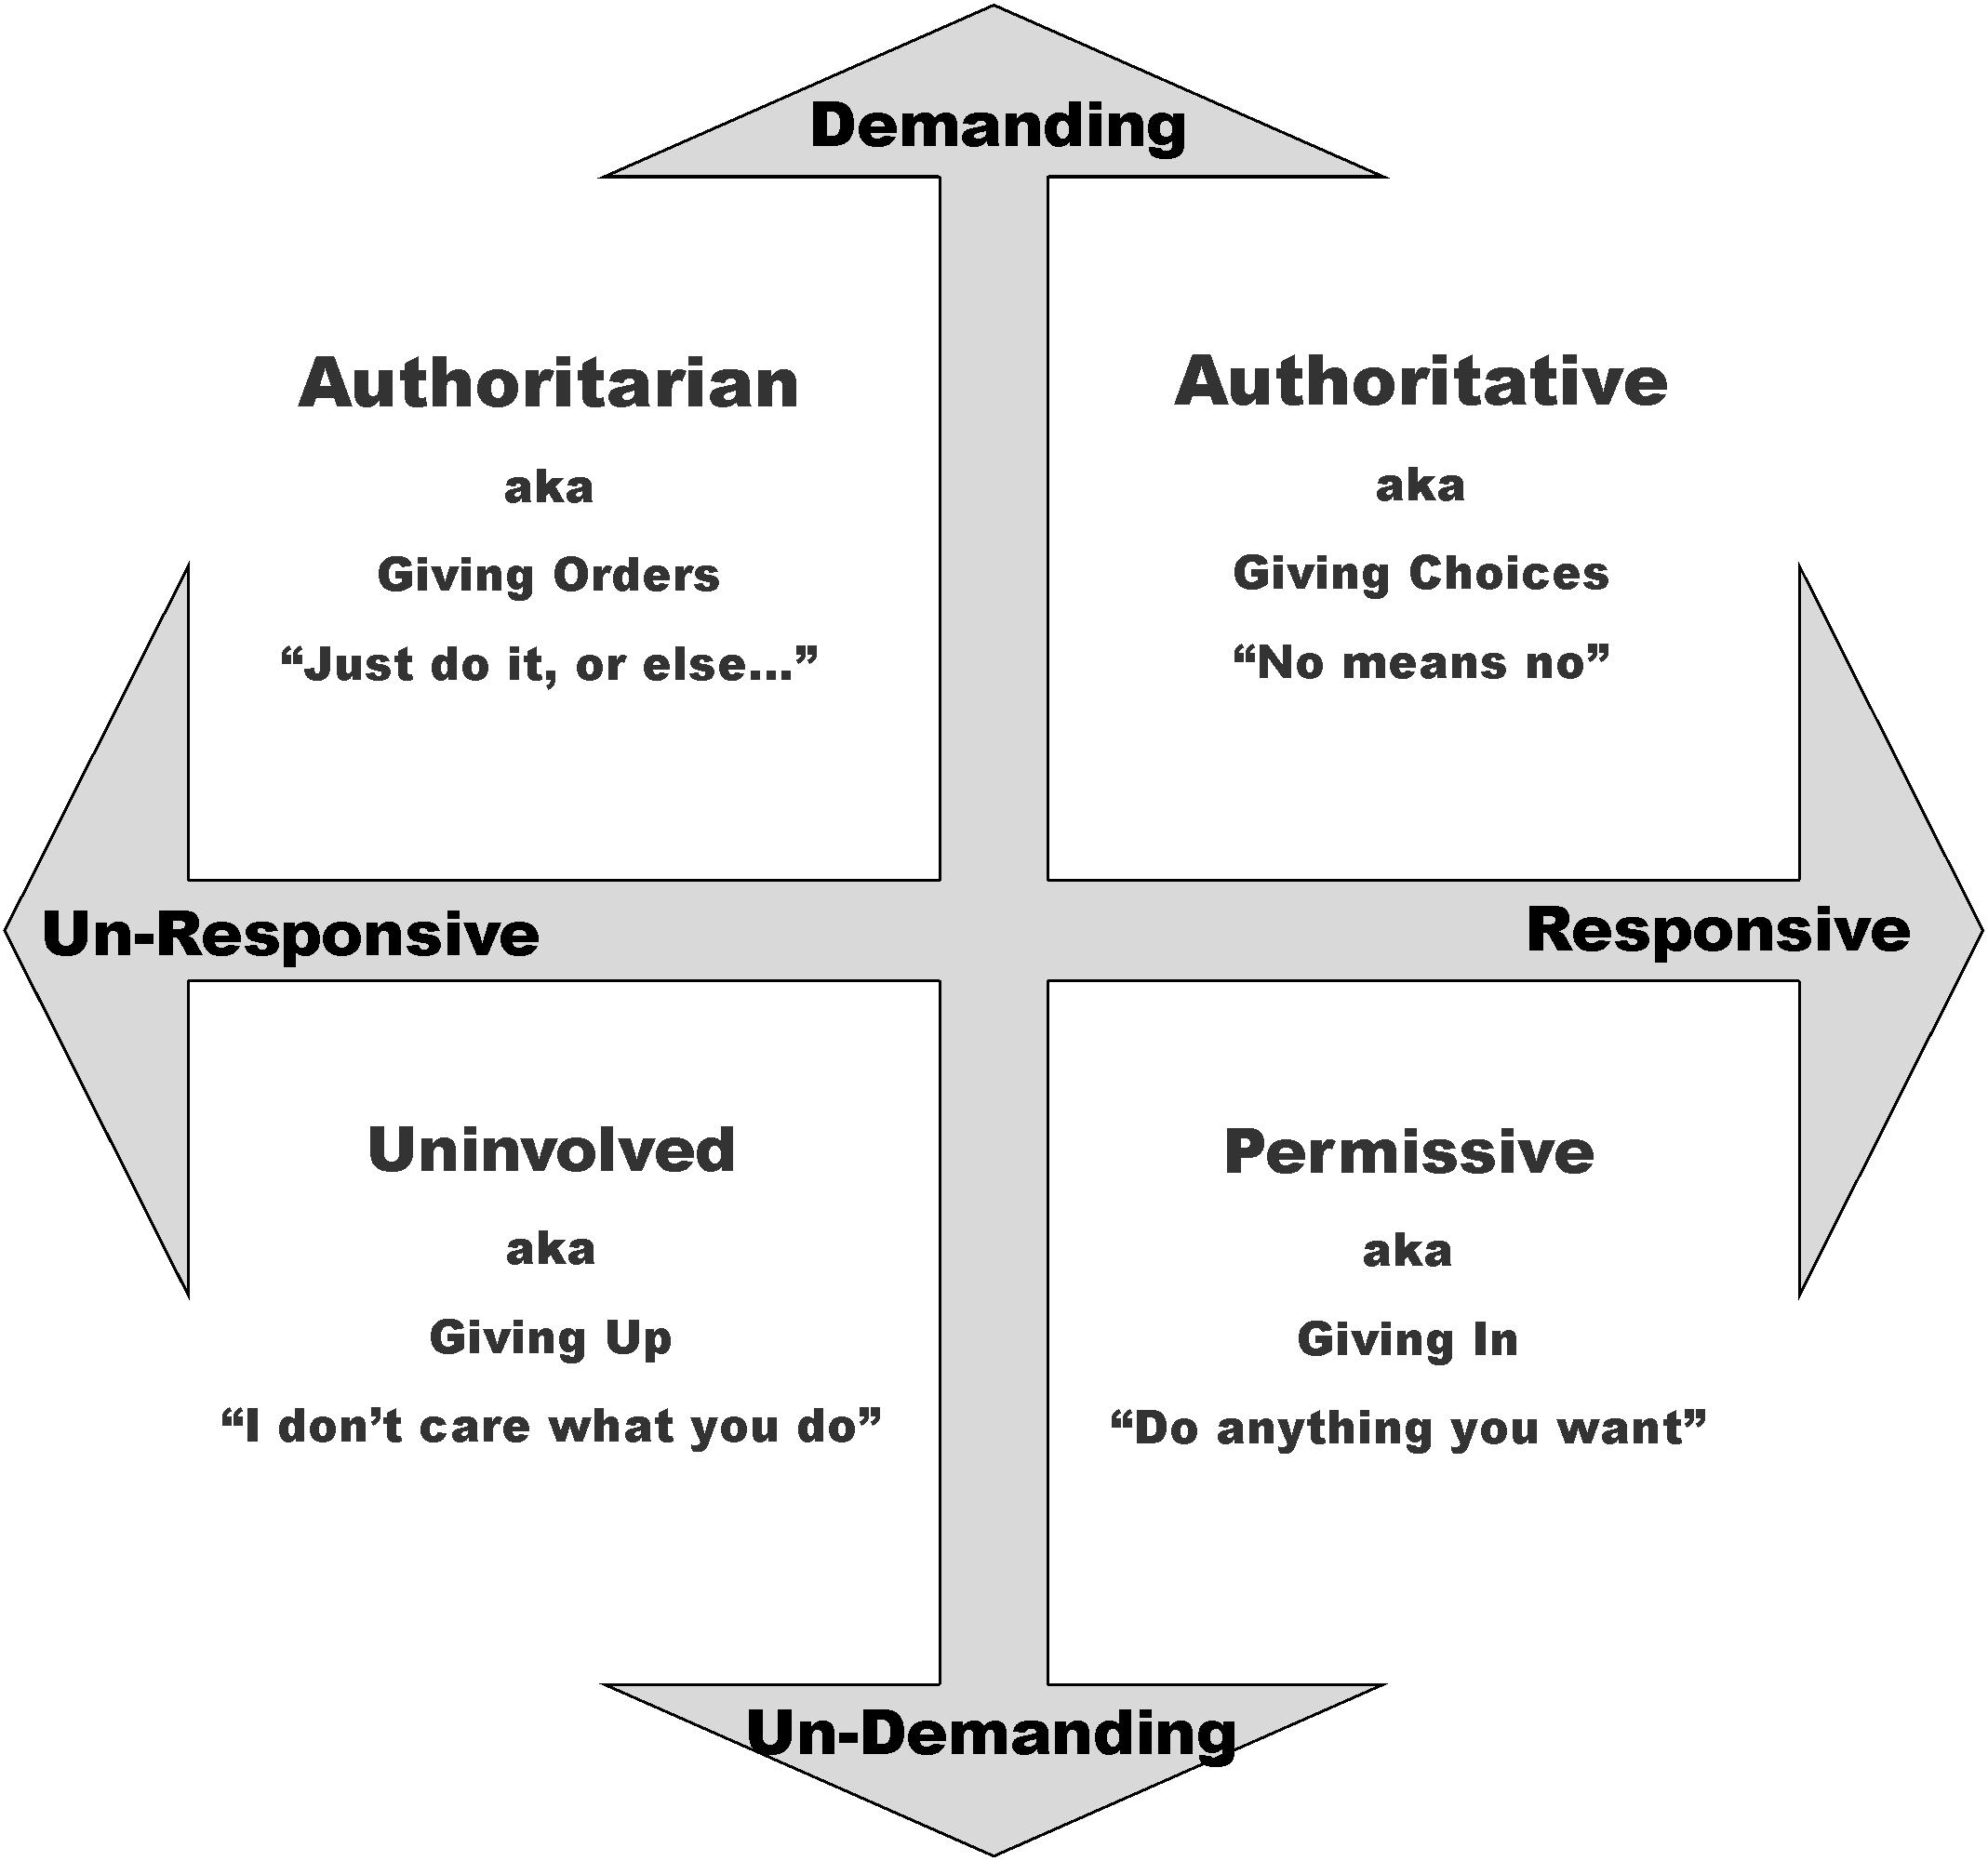 Demanding
Authoritarian
aka
Giving Orders
“Just do it, or else...”
Authoritative
aka
Giving Choices
“No means no”
Un-Responsive
Responsive
Uninvolved
aka
Giving Up
“I don’t care what you do”
Permissive
aka
Giving In
“Do anything you want”
Un-Demanding